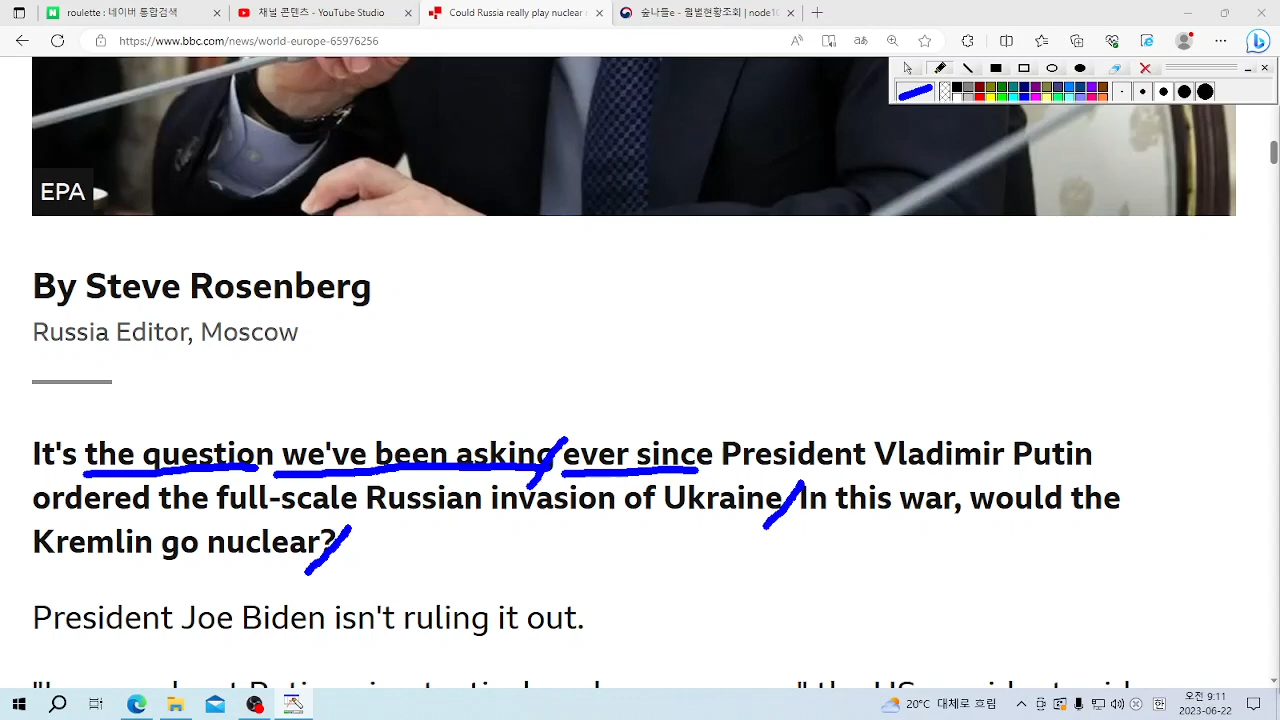 roulette : 네이버 통합검색
채널 콘텐츠 - YouTube Studio
Could Russia really play nuclear
https://www.bbc.com/news/world-europe-65976256
EPA
By Steve Rosenberg
Russia Editor, Moscow
It's the question we've been asking ever since President Vladimir Putin
ordered the full-scale Russian invasion of Ukraine. In this war, would the
Kremlin go nuclear?
President Joe Biden isn't ruling it out.
20°C 대체로 흐림
오전 9:11
2023-06-22